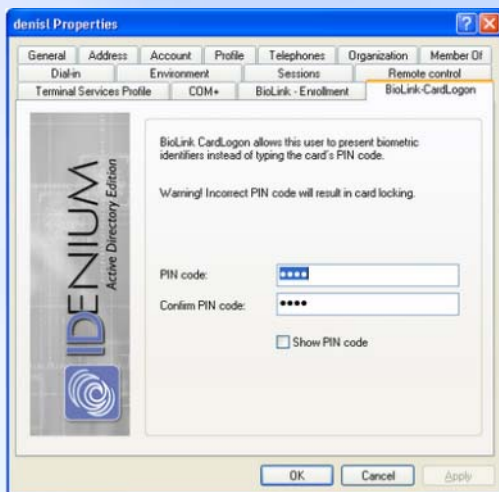 denisl Properties
General Address Account Profile Telephones Organization Member Of
Dial-in Environment Sessions Remote control
Terminal Services Profile COM+ BioLink - Enrollment BioLink-CardLogon
IDENIUM
Active Directory Edition
BioLink CardLogon allows this user to present biometric
identifiers instead of typing the card's PIN code.
Warning! Incorrect PIN code will result in card locking.
PIN code: ••••
Confirm PIN code: ••••
Show PIN code
OK Cancel Apply